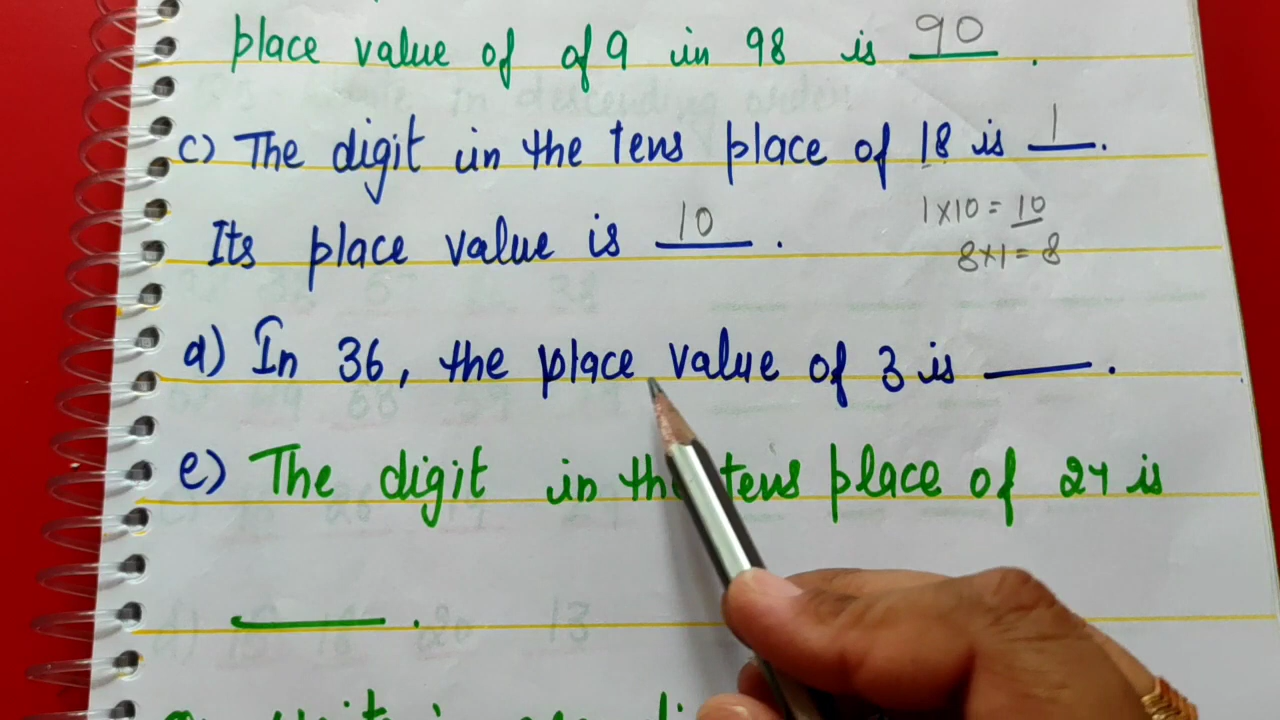 place value of of 9 in 98 is 90.
c) The digit in the tens place of 18 is 1.
Its place value is 10.
1×10 = 10
8×1 = 8
d) In 36, the place value of 3 is ___.
e) The digit in the tens place of 24 is
___.